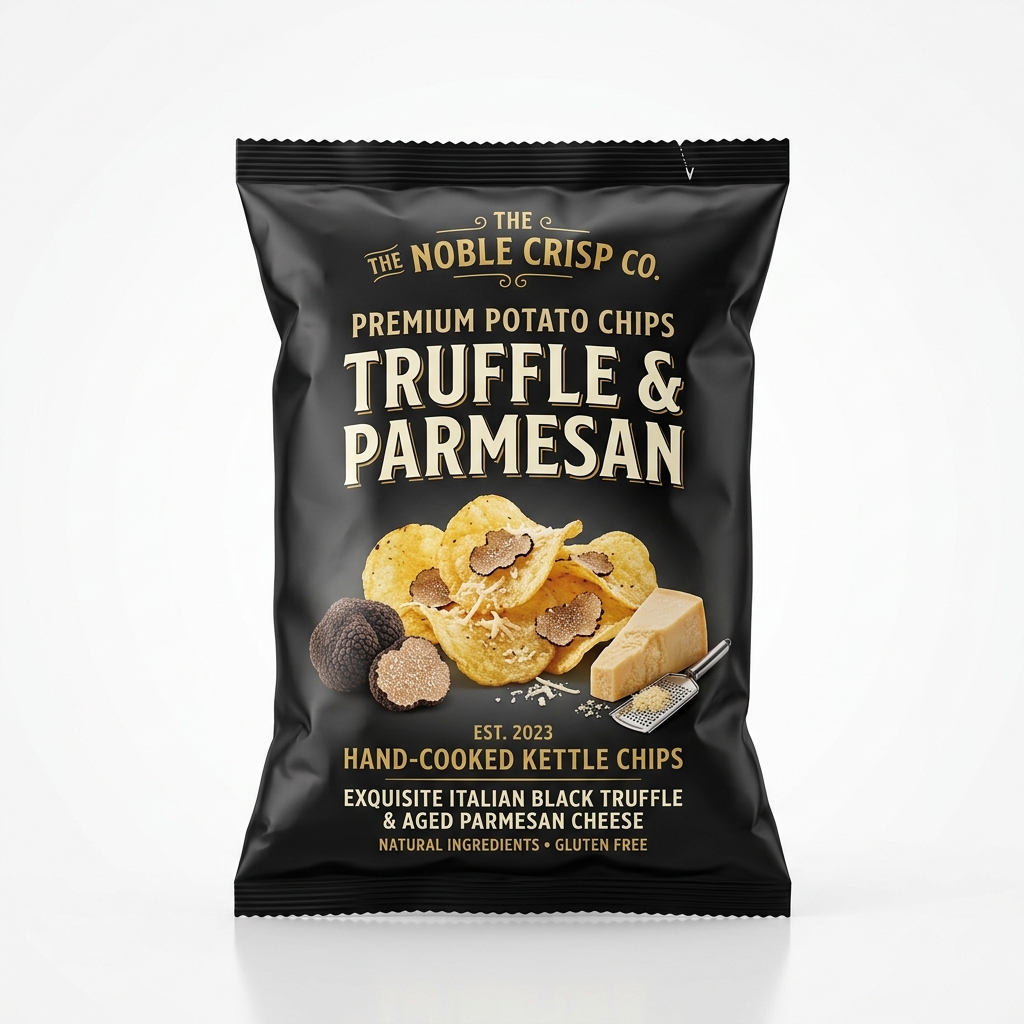 THE
THE NOBLE CRISP CO.
PREMIUM POTATO CHIPS
TRUFFLE &
PARMESAN
EST. 2023
HAND-COOKED KETTLE CHIPS
EXQUISITE ITALIAN BLACK TRUFFLE
& AGED PARMESAN CHEESE
NATURAL INGREDIENTS • GLUTEN FREE